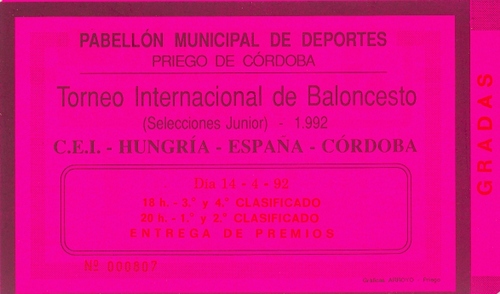 PABELLÓN MUNICIPAL DE DEPORTES
PRIEGO DE CÓRDOBA
Torneo Internacional de Baloncesto
(Selecciones Junior) - 1.992
C.E.I. - HUNGRÍA - ESPAÑA - CÓRDOBA
Día 14 - 4 - 92
18 h. - 3.º y 4.º CLASIFICADO
20 h. - 1.º y 2.º CLASIFICADO
ENTREGA DE PREMIOS
Nº 000807
GRADAS